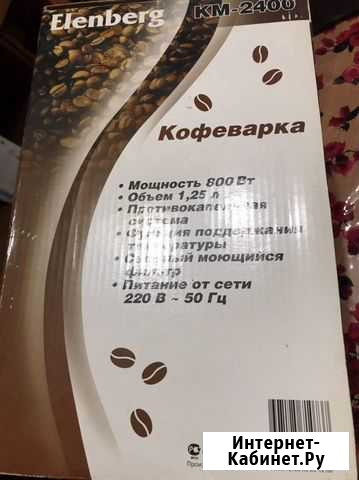 Elenberg
КМ-2400
Кофеварка
• Мощность 800 Вт
• Объем 1,25 л
• Противокапельная
система
• Функция поддержания
температуры
• Съемный моющийся
фильтр
• Питание от сети
220 В ~ 50 Гц
Интернет-
Кабинет.Ру